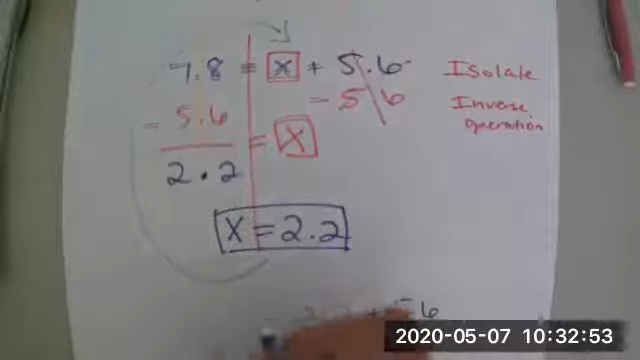 7.8 = x + 5.6 Isolate
- 5.6 - 5.6 Inverse operation
2.2 = x
x = 2.2
2020-05-07 10:32:53